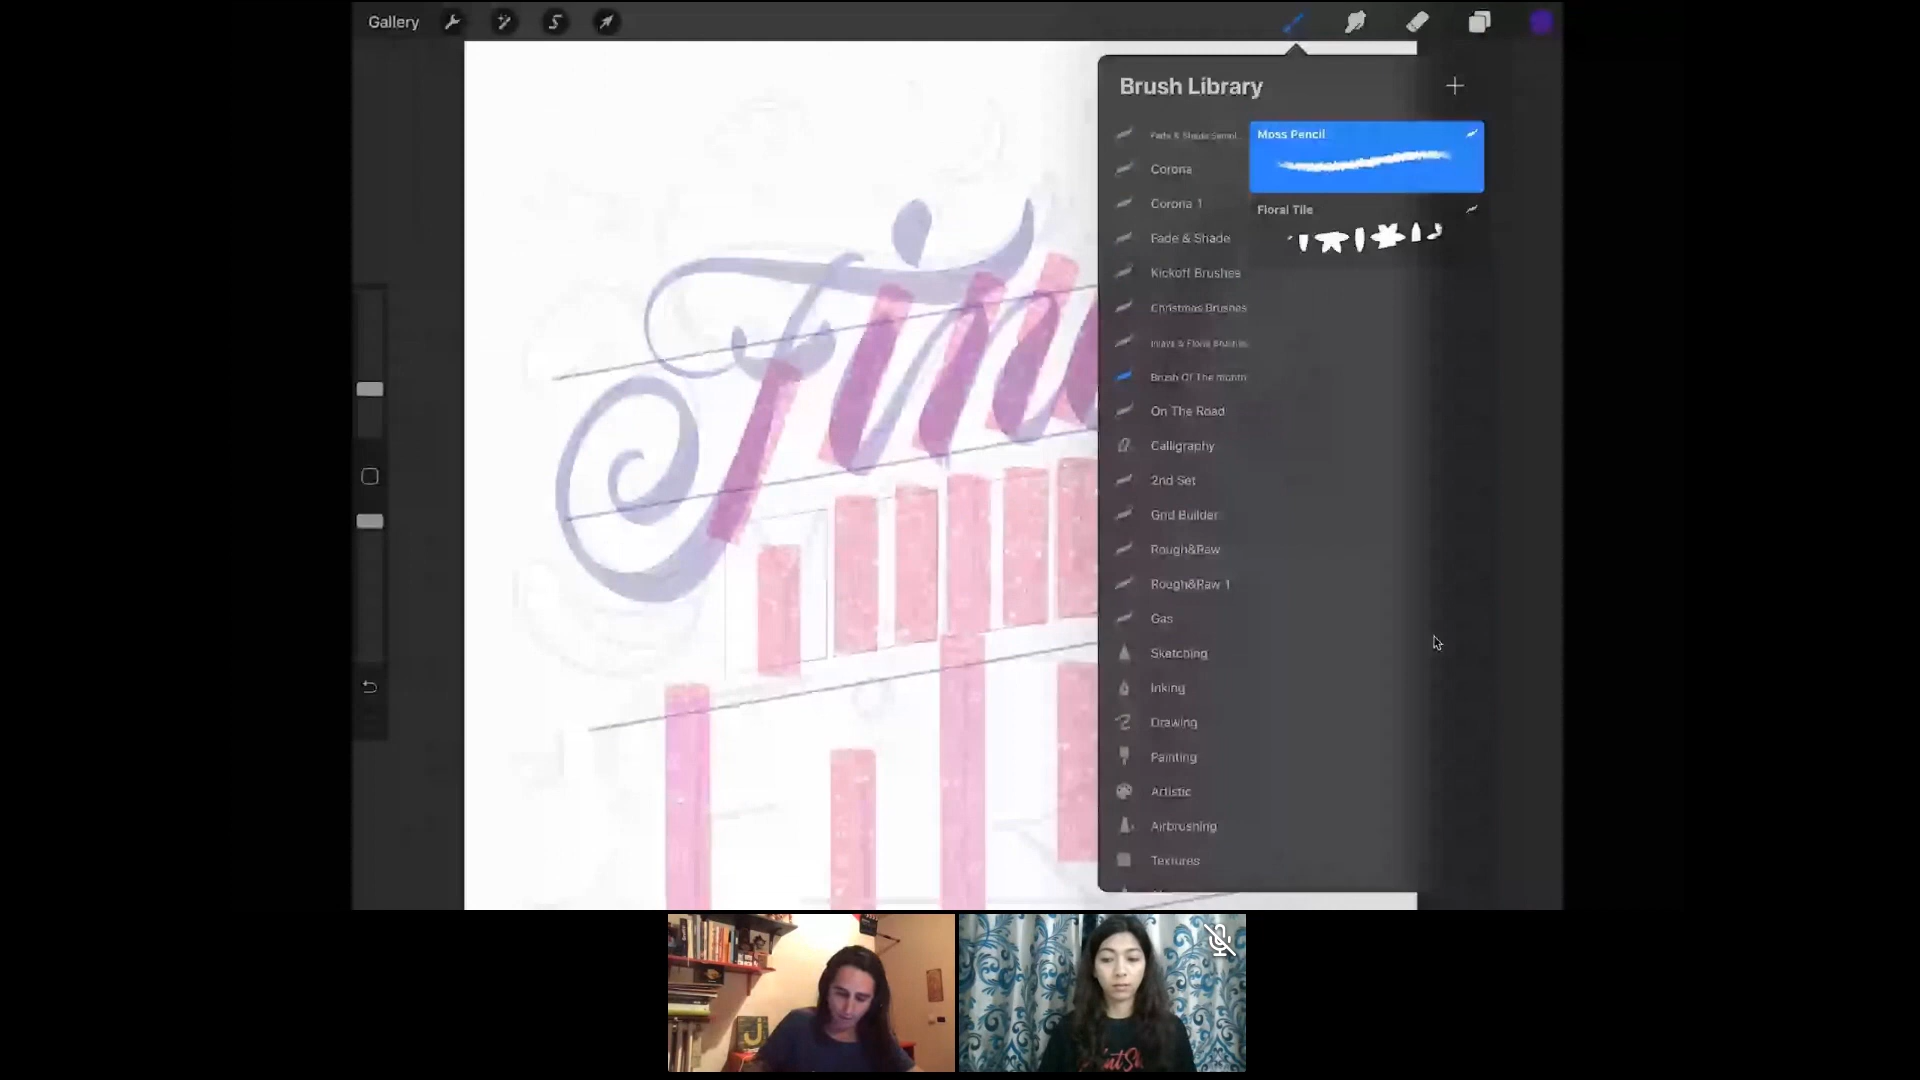 Gallery
Brush Library
Moss Pencil
Corona
Floral Tile
Corona 1
Fade & Shade
Kickoff Brushes
Christmas Brushes
Brush Of The month
On The Road
Calligraphy
2nd Set
Grid Builder
Rough&Raw
Rough&Raw 1
Gas
Sketching
Inking
Drawing
Painting
Artistic
Airbrushing
Textures